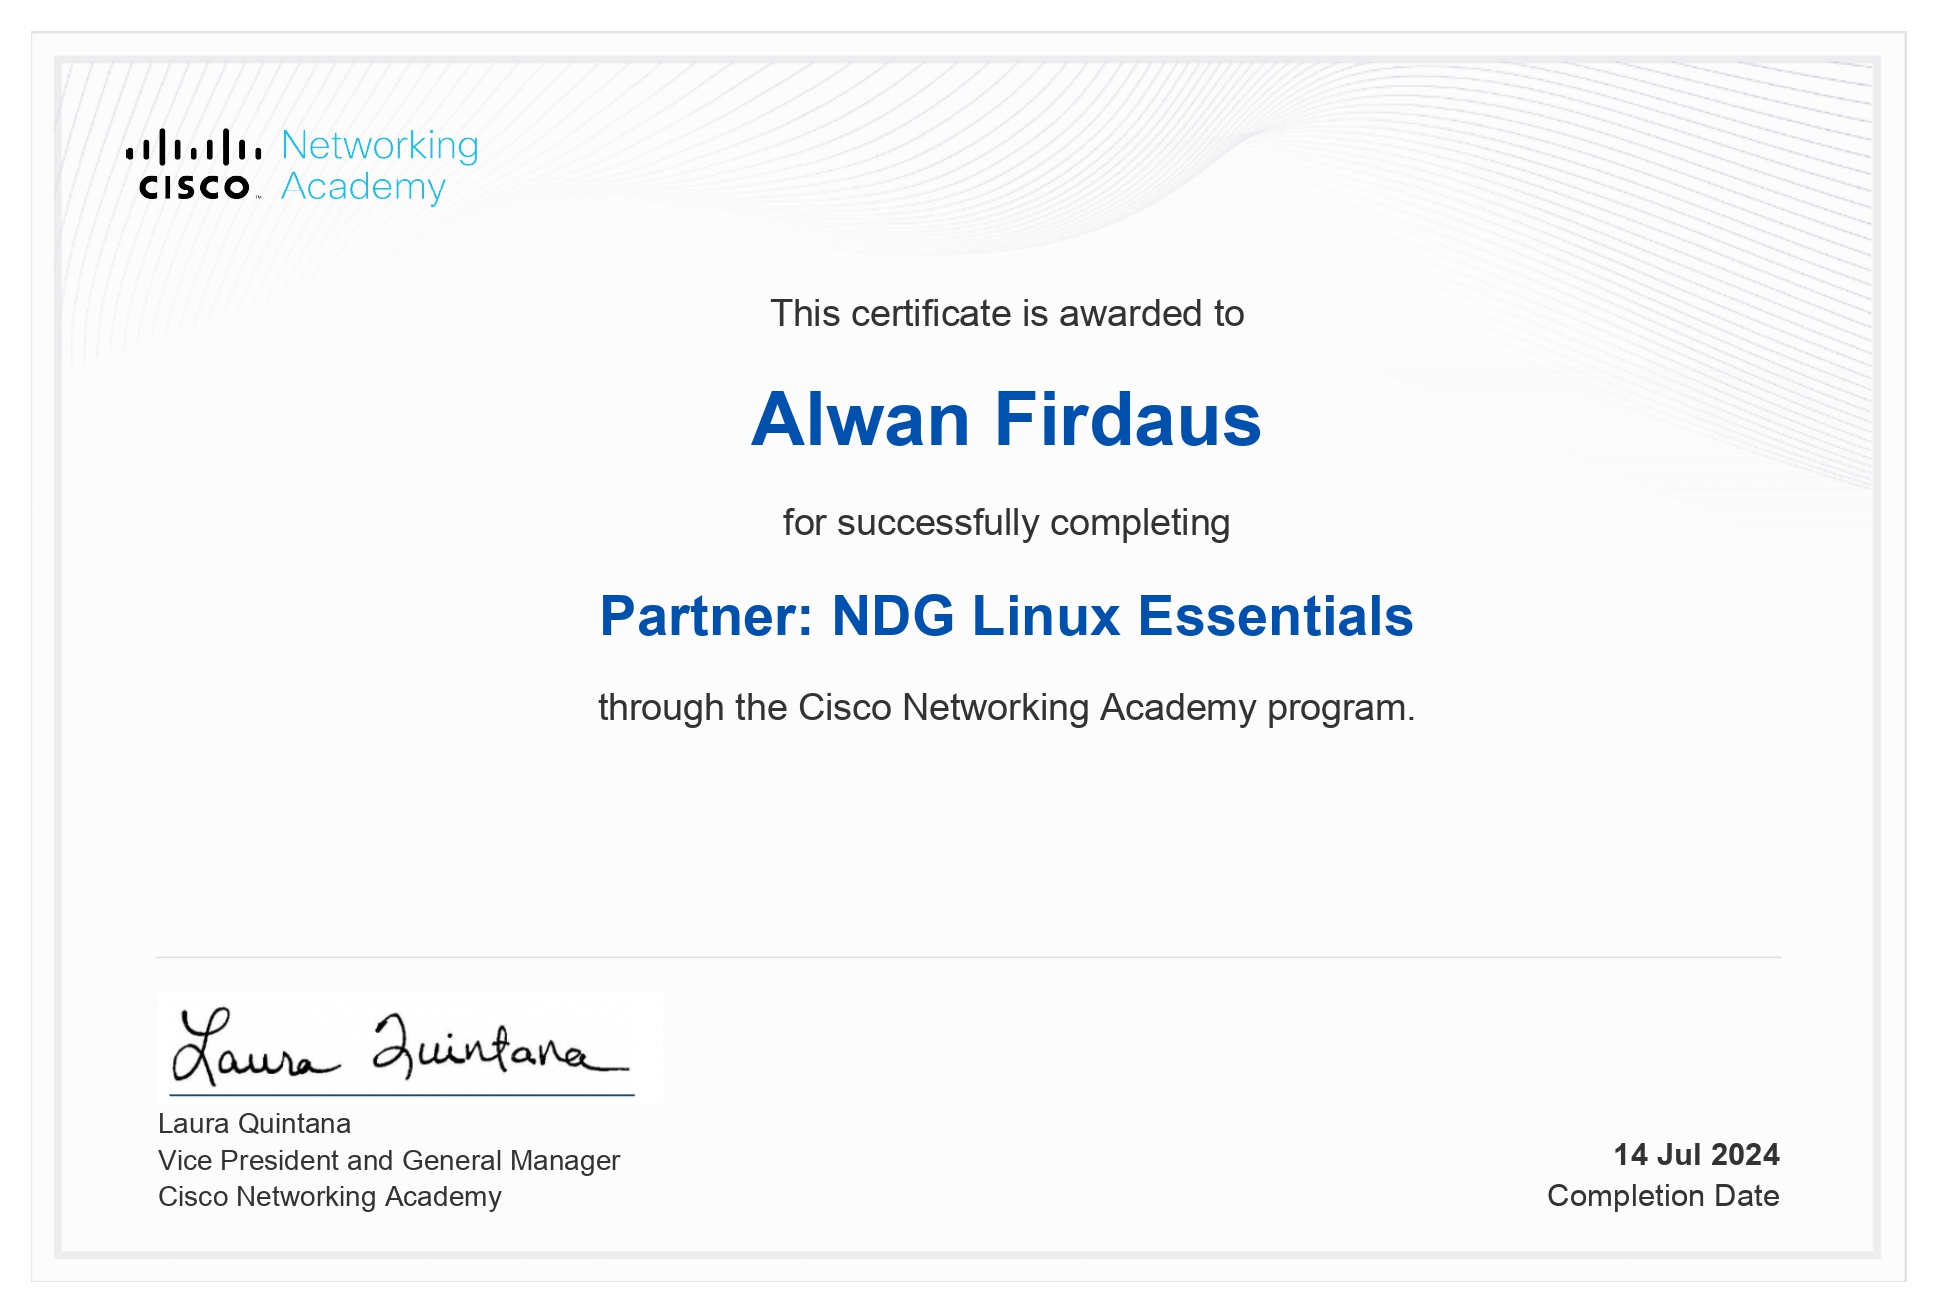 CISCO
Networking
Academy
This certificate is awarded to
Alwan Firdaus
for successfully completing
Partner: NDG Linux Essentials
through the Cisco Networking Academy program.
Laura Quintana
Laura Quintana
Vice President and General Manager
Cisco Networking Academy
14 Jul 2024
Completion Date